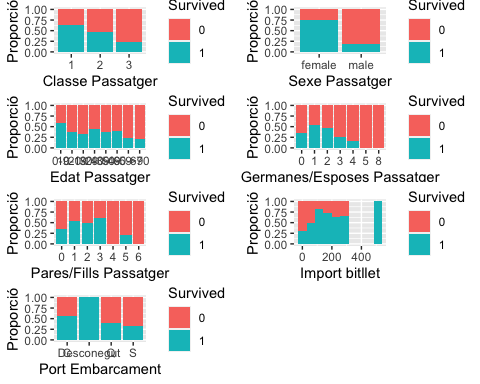 Proporció
1.00
0.75
0.50
0.25
0.00
1 2 3
Classe Passatger
Survived
0
1
Proporció
1.00
0.75
0.50
0.25
0.00
female male
Sexe Passatger
Survived
0
1
Proporció
1.00
0.75
0.50
0.25
0.00
Edat Passatger
Survived
0
1
Proporció
1.00
0.75
0.50
0.25
0.00
0 1 2 3 4 5 8
Germanes/Esposes Passatger
Survived
0
1
Proporció
1.00
0.75
0.50
0.25
0.00
0 1 2 3 4 5 6
Pares/Fills Passatger
Survived
0
1
Proporció
1.00
0.75
0.50
0.25
0.00
0 200 400
Import bitllet
Survived
0
1
Proporció
1.00
0.75
0.50
0.25
0.00
Desconegut S
Port Embarcament
Survived
0
1